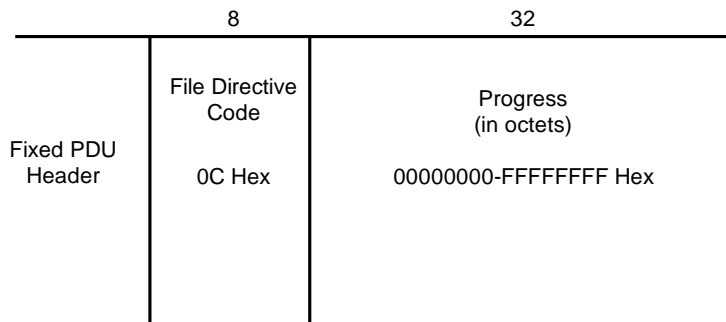 8
32
File Directive
Code
Progress
(in octets)
Fixed PDU
Header
0C Hex
00000000-FFFFFFFF Hex